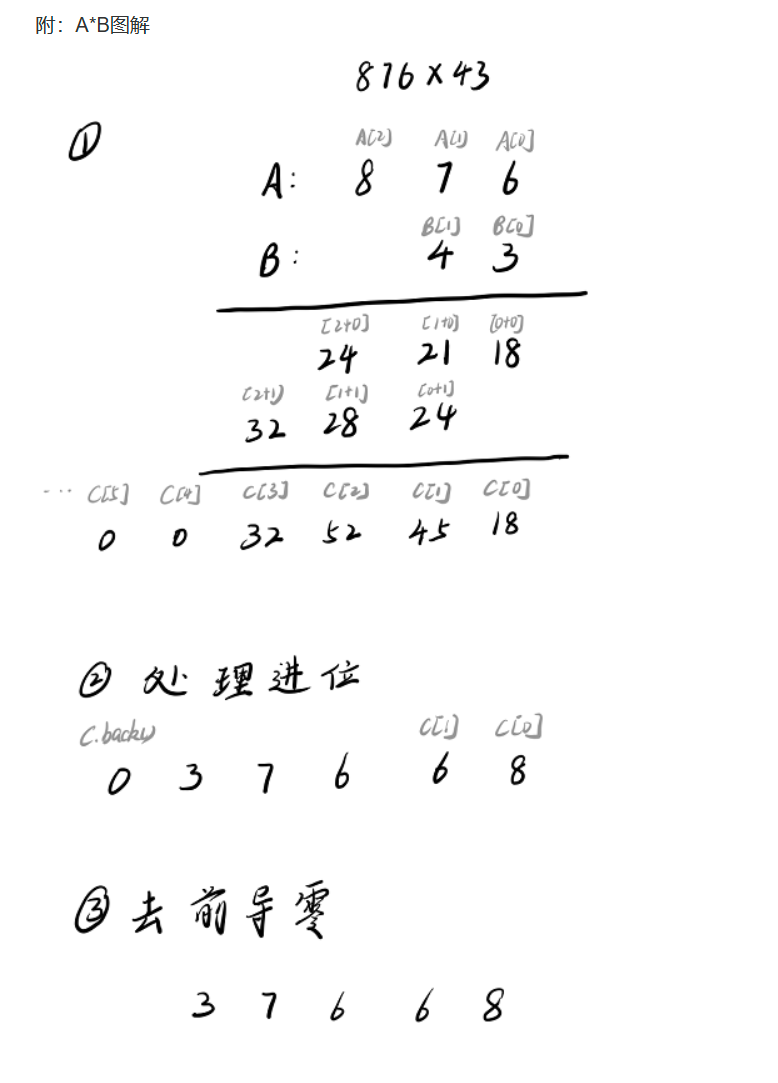 附：A*B图解
876×43
①
A[2] A[1] A[0]
A: 8 7 6
B[1] B[0]
B: 4 3
[2+0] [1+0] [0+0]
24 21 18
[2+1] [1+1] [0+1]
32 28 24
... C[5] C[4] C[3] C[2] C[1] C[0]
0 0 32 52 45 18
② 处理进位
C.back() C[1] C[0]
0 3 7 6 6 8
③ 去前导零
3 7 6 6 8